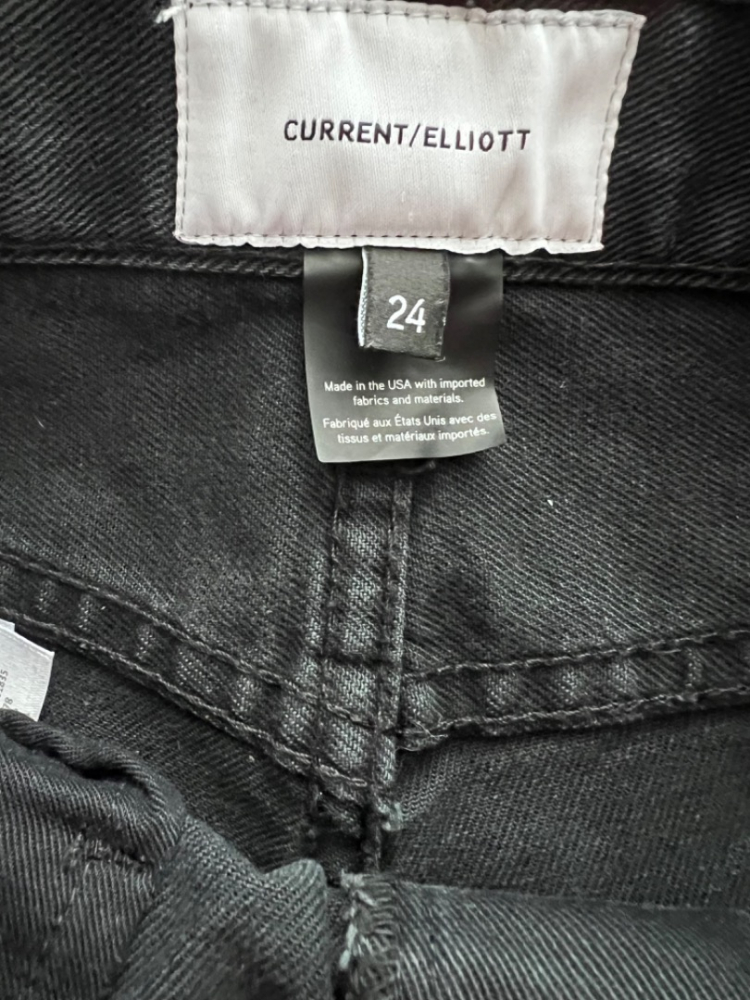 CURRENT/ELLIOTT
24
Made in the USA with imported
fabrics and materials.
Fabriqué aux États Unis avec des
tissus et matériaux importés.